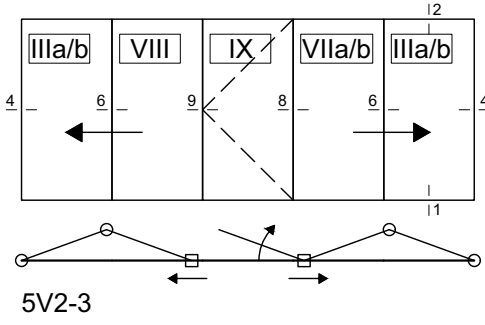 2
IIIa/b VIII IX VIIa/b IIIa/b
4 6 9 8 6 4
1
5V2-3